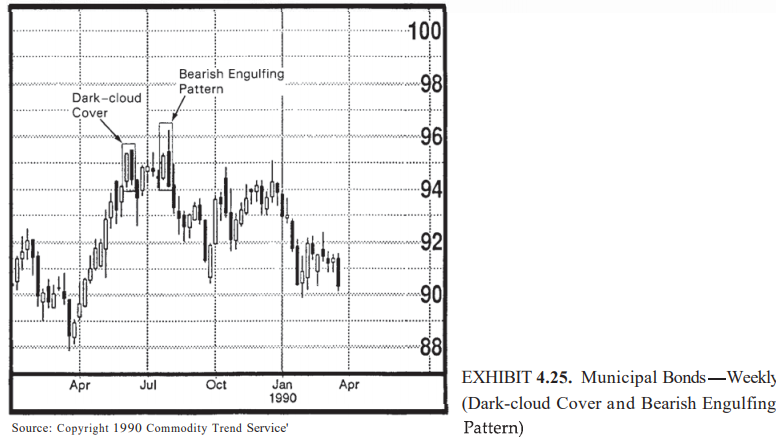 100
Bearish Engulfing
Pattern
98
Dark-cloud
Cover
96
94
92
90
88
Apr Jul Oct Jan Apr
1990
EXHIBIT 4.25. Municipal Bonds—Weekly
(Dark-cloud Cover and Bearish Engulfing
Pattern)
Source: Copyright 1990 Commodity Trend Service'